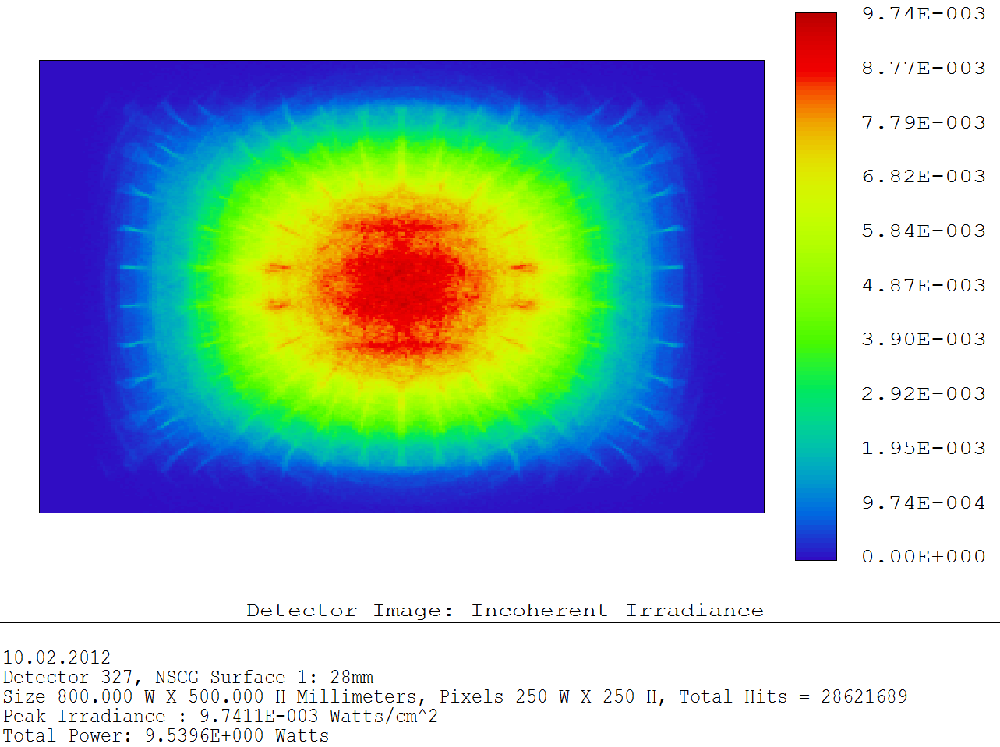 9.74E-003
8.77E-003
7.79E-003
6.82E-003
5.84E-003
4.87E-003
3.90E-003
2.92E-003
1.95E-003
9.74E-004
0.00E+000
Detector Image: Incoherent Irradiance
10.02.2012
Detector 327, NSCG Surface 1: 28mm
Size 800.000 W X 500.000 H Millimeters, Pixels 250 W X 250 H, Total Hits = 28621689
Peak Irradiance : 9.7411E-003 Watts/cm^2
Total Power: 9.5396E+000 Watts